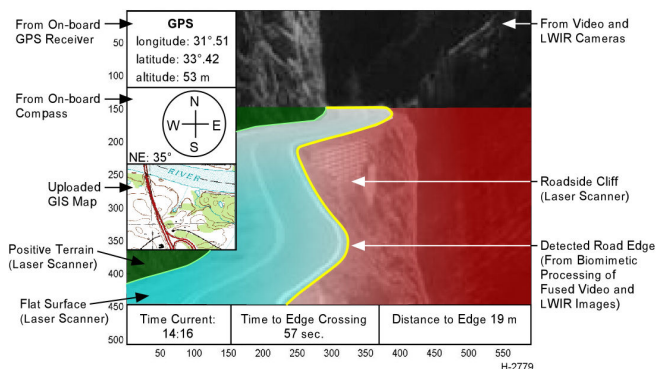 From On-board
GPS Receiver
GPS
longitude: 31°.51
latitude: 33°.42
altitude: 53 m
From Video and
LWIR Cameras
50
100
150
200
250
300
350
400
450
500
From On-board
Compass
N
W
E
S
NE: 35°
Uploaded
GIS Map
RIVER
Roadside Cliff
(Laser Scanner)
Positive Terrain
(Laser Scanner)
Detected Road Edge
(From Biomimetic
Processing of
Fused Video and
LWIR Images)
Flat Surface
(Laser Scanner)
Time Current:
14:16
Time to Edge Crossing
57 sec.
Distance to Edge 19 m
50 100 150 200 250 300 350 400 450 500 550
H-2779